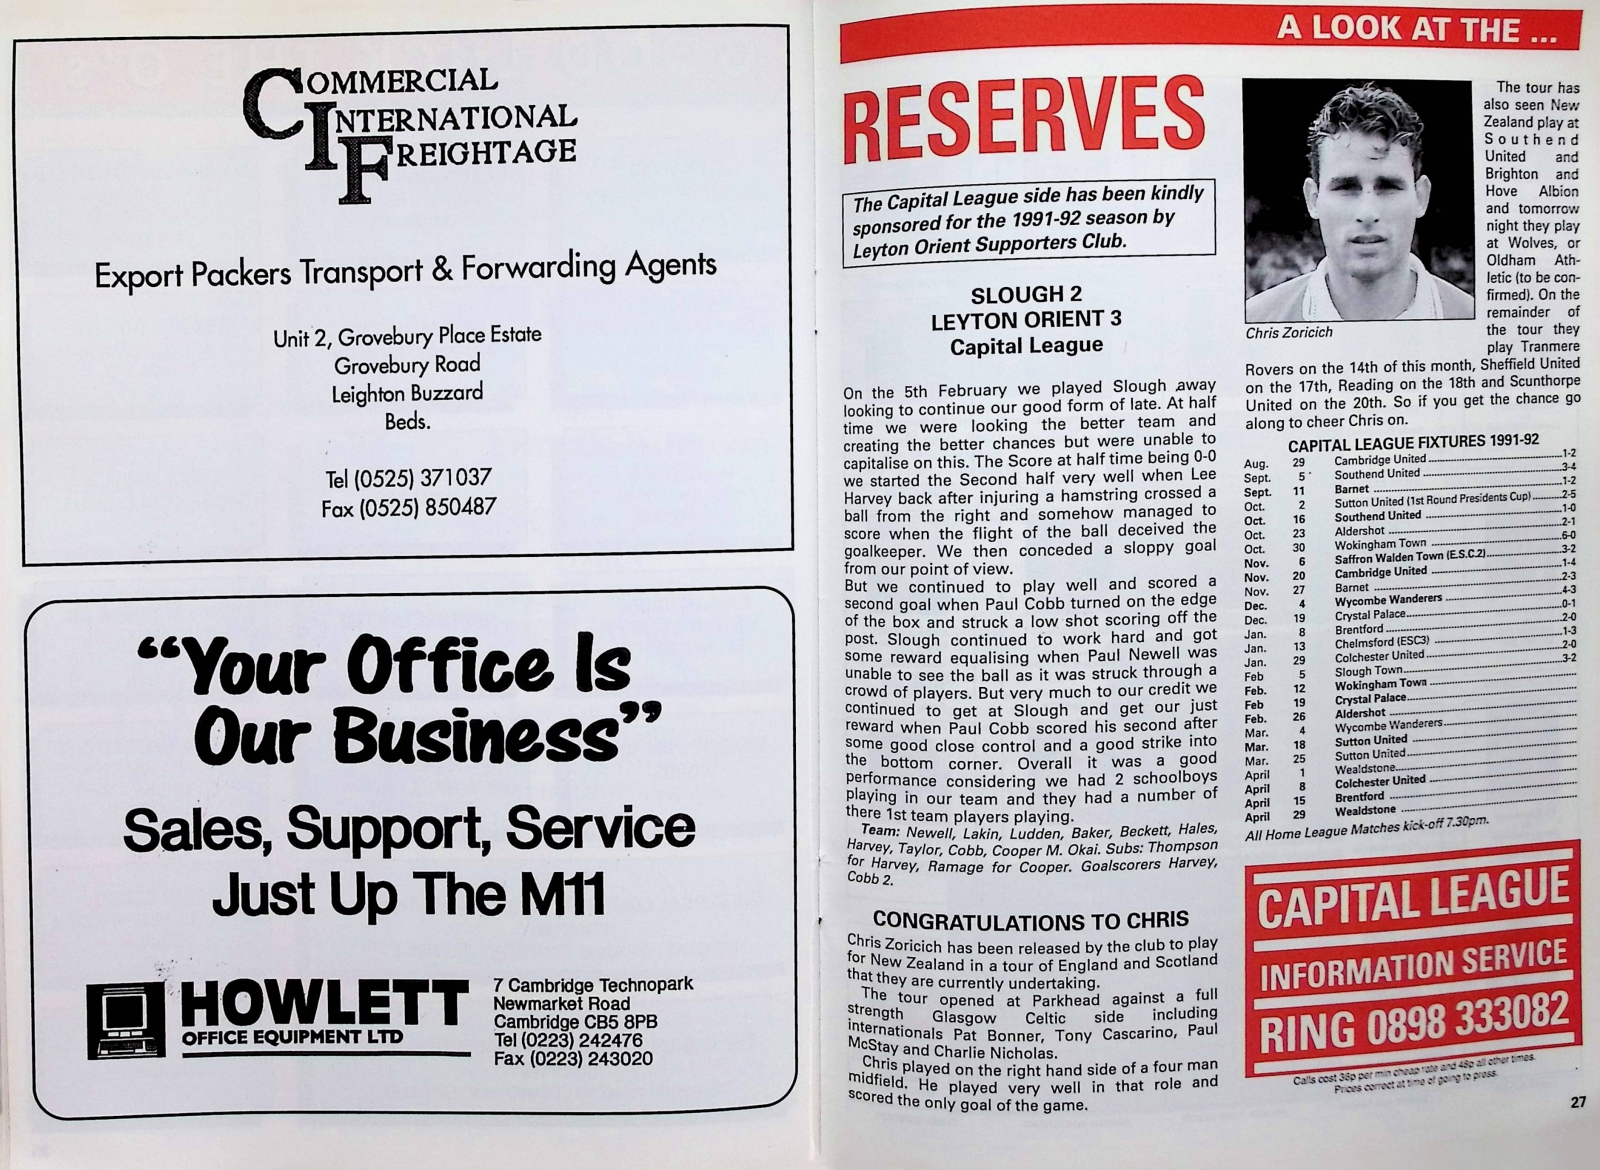 COMMERCIAL
INTERNATIONAL
FREIGHTAGE
Export Packers Transport & Forwarding Agents
Unit 2, Grovebury Place Estate
Grovebury Road
Leighton Buzzard
Beds.
Tel (0525) 371037
Fax (0525) 850487
“Your Office Is
Our Business”
Sales, Support, Service
Just Up The M11
HOWLETT
OFFICE EQUIPMENT LTD
7 Cambridge Technopark
Newmarket Road
Cambridge CB5 8PB
Tel (0223) 242476
Fax (0223) 243020
A LOOK AT THE ...
RESERVES
The Capital League side has been kindly
sponsored for the 1991-92 season by
Leyton Orient Supporters Club.
SLOUGH 2
LEYTON ORIENT 3
Capital League
On the 5th February we played Slough away
looking to continue our good form of late. At half
time we were looking the better team and
creating the better chances but were unable to
capitalise on this. The Score at half time being 0-0
we started the Second half very well when Lee
Harvey back after injuring a hamstring crossed a
ball from the right and somehow managed to
score when the flight of the ball deceived the
goalkeeper. We then conceded a sloppy goal
from our point of view.
But we continued to play well and scored a
second goal when Paul Cobb turned on the edge
of the box and struck a low shot scoring off the
post. Slough continued to work hard and got
some reward equalising when Paul Newell was
unable to see the ball as it was struck through a
crowd of players. But very much to our credit we
continued to get at Slough and get our just
reward when Paul Cobb scored his second after
some good close control and a good strike into
the bottom corner. Overall it was a good
performance considering we had 2 schoolboys
playing in our team and they had a number of
there 1st team players playing.
Team: Newell, Lakin, Ludden, Baker, Beckett, Hales,
Harvey, Taylor, Cobb, Cooper M. Okai. Subs: Thompson
for Harvey, Ramage for Cooper. Goalscorers Harvey,
Cobb 2.
CONGRATULATIONS TO CHRIS
Chris Zoricich has been released by the club to play
for New Zealand in a tour of England and Scotland
that they are currently undertaking.
The tour opened at Parkhead against a full
strength Glasgow Celtic side including
internationals Pat Bonner, Tony Cascarino, Paul
McStay and Charlie Nicholas.
Chris played on the right hand side of a four man
midfield. He played very well in that role and
scored the only goal of the game.
Chris Zoricich
The tour has
also seen New
Zealand play at
Southend
United and
Brighton and
Hove Albion
and tomorrow
night they play
at Wolves, or
Oldham Ath-
letic (to be con-
firmed). On the
remainder of
the tour they
play Tranmere
Rovers on the 14th of this month, Sheffield United
on the 17th, Reading on the 18th and Scunthorpe
United on the 20th. So if you get the chance go
along to cheer Chris on.
CAPITAL LEAGUE FIXTURES 1991-92
Aug. 29 Cambridge United 1-2
Sept. 5 Southend United 3-4
Sept. 11 Barnet 1-2
Oct. 2 Sutton United (1st Round Presidents Cup) 2-5
Oct. 16 Southend United 1-0
Oct. 23 Aldershot 2-1
Oct. 30 Wokingham Town 6-0
Nov. 6 Saffron Walden Town (E.S.C.2) 3-2
Nov. 20 Cambridge United 1-4
Nov. 27 Barnet 2-3
Dec. 4 Wycombe Wanderers 4-3
Dec. 19 Crystal Palace 0-1
Jan. 8 Brentford 2-0
Jan. 13 Chelmsford (ESC3) 1-3
Jan. 29 Colchester United 2-0
Feb 5 Slough Town 3-2
Feb. 12 Wokingham Town
Feb 19 Crystal Palace
Feb. 26 Aldershot
Mar. 4 Wycombe Wanderers
Mar. 18 Sutton United
Mar. 25 Sutton United
April 1 Wealdstone
April 8 Colchester United
April 15 Brentford
April 29 Wealdstone
All Home League Matches kick-off 7.30pm.
CAPITAL LEAGUE
INFORMATION SERVICE
RING 0898 333082
Calls cost 36p per min cheap rate and 48p all other times.
Prices correct at time of going to press.
27